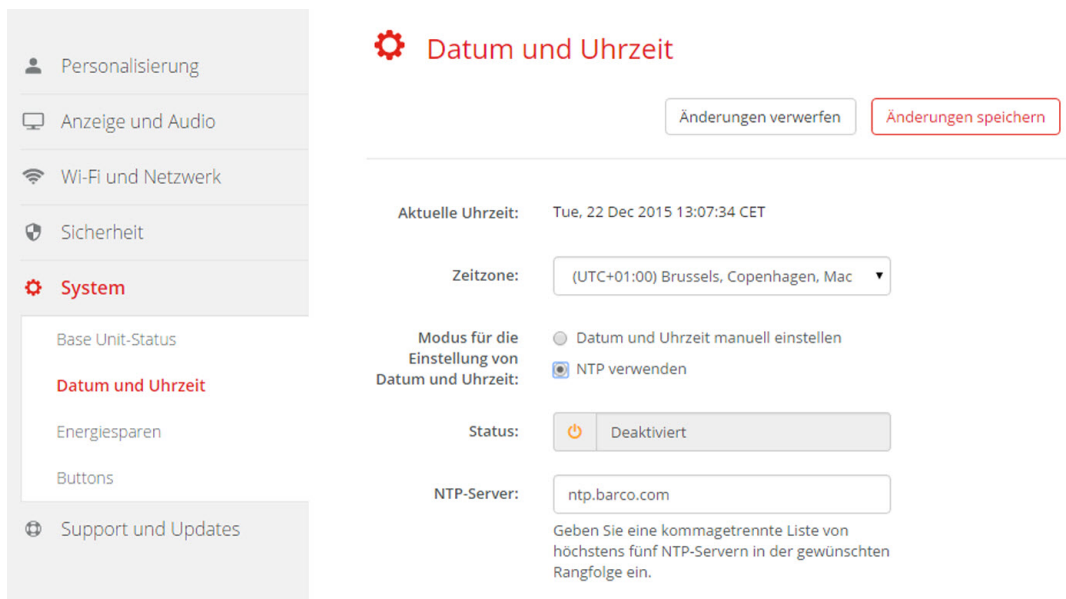 Personalisierung
Anzeige und Audio
Wi-Fi und Netzwerk
Sicherheit
System
Base Unit-Status
Datum und Uhrzeit
Energiesparen
Buttons
Support und Updates
Datum und Uhrzeit
Änderungen verwerfen
Änderungen speichern
Aktuelle Uhrzeit: Tue, 22 Dec 2015 13:07:34 CET
Zeitzone: (UTC+01:00) Brussels, Copenhagen, Mac
Modus für die
Einstellung von
Datum und Uhrzeit:
Datum und Uhrzeit manuell einstellen
NTP verwenden
Status: Deaktiviert
NTP-Server: ntp.barco.com
Geben Sie eine kommagetrennte Liste von
höchstens fünf NTP-Servern in der gewünschten
Rangfolge ein.